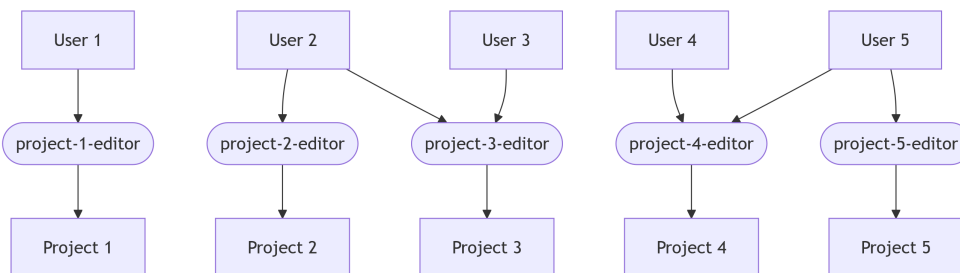 User 1
User 2
User 3
User 4
User 5
project-1-editor
project-2-editor
project-3-editor
project-4-editor
project-5-editor
Project 1
Project 2
Project 3
Project 4
Project 5